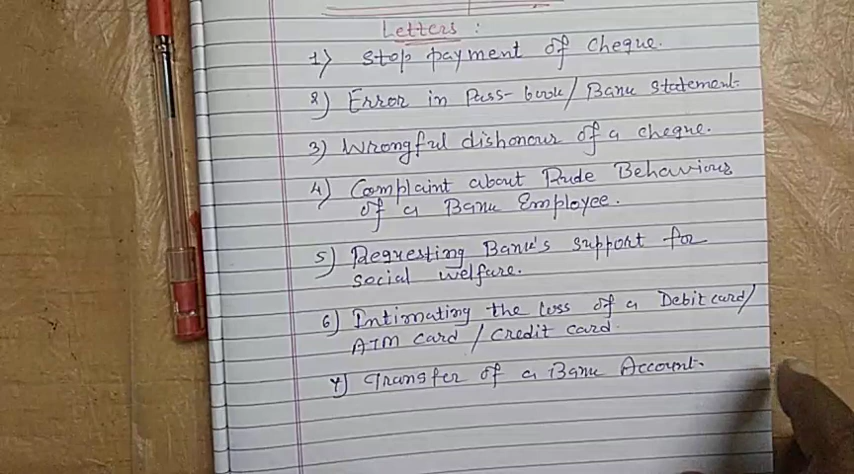 Letters :
1) Stop payment of cheque.
2) Error in Pass-book/Bank statement.
3) Wrongful dishonour of a cheque.
4) Complaint about Rude Behaviour
of a Bank Employee.
5) Requesting Bank's support for
social welfare.
6) Intimating the loss of a Debit card/
ATM card / Credit card.
7) Transfer of a Bank Account.